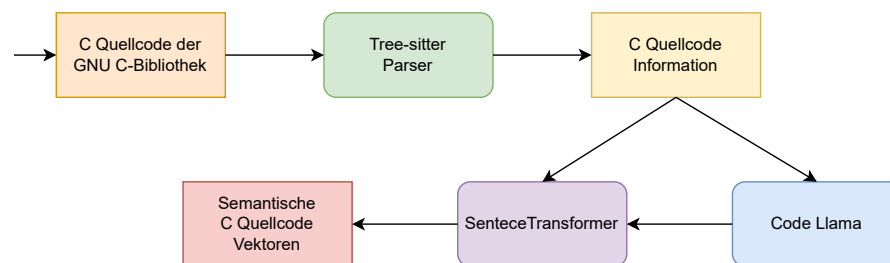 C Quellcode der
GNU C-Bibliothek
Tree-sitter
Parser
C Quellcode
Information
Semantische
C Quellcode
Vektoren
SenteceTransformer
Code Llama